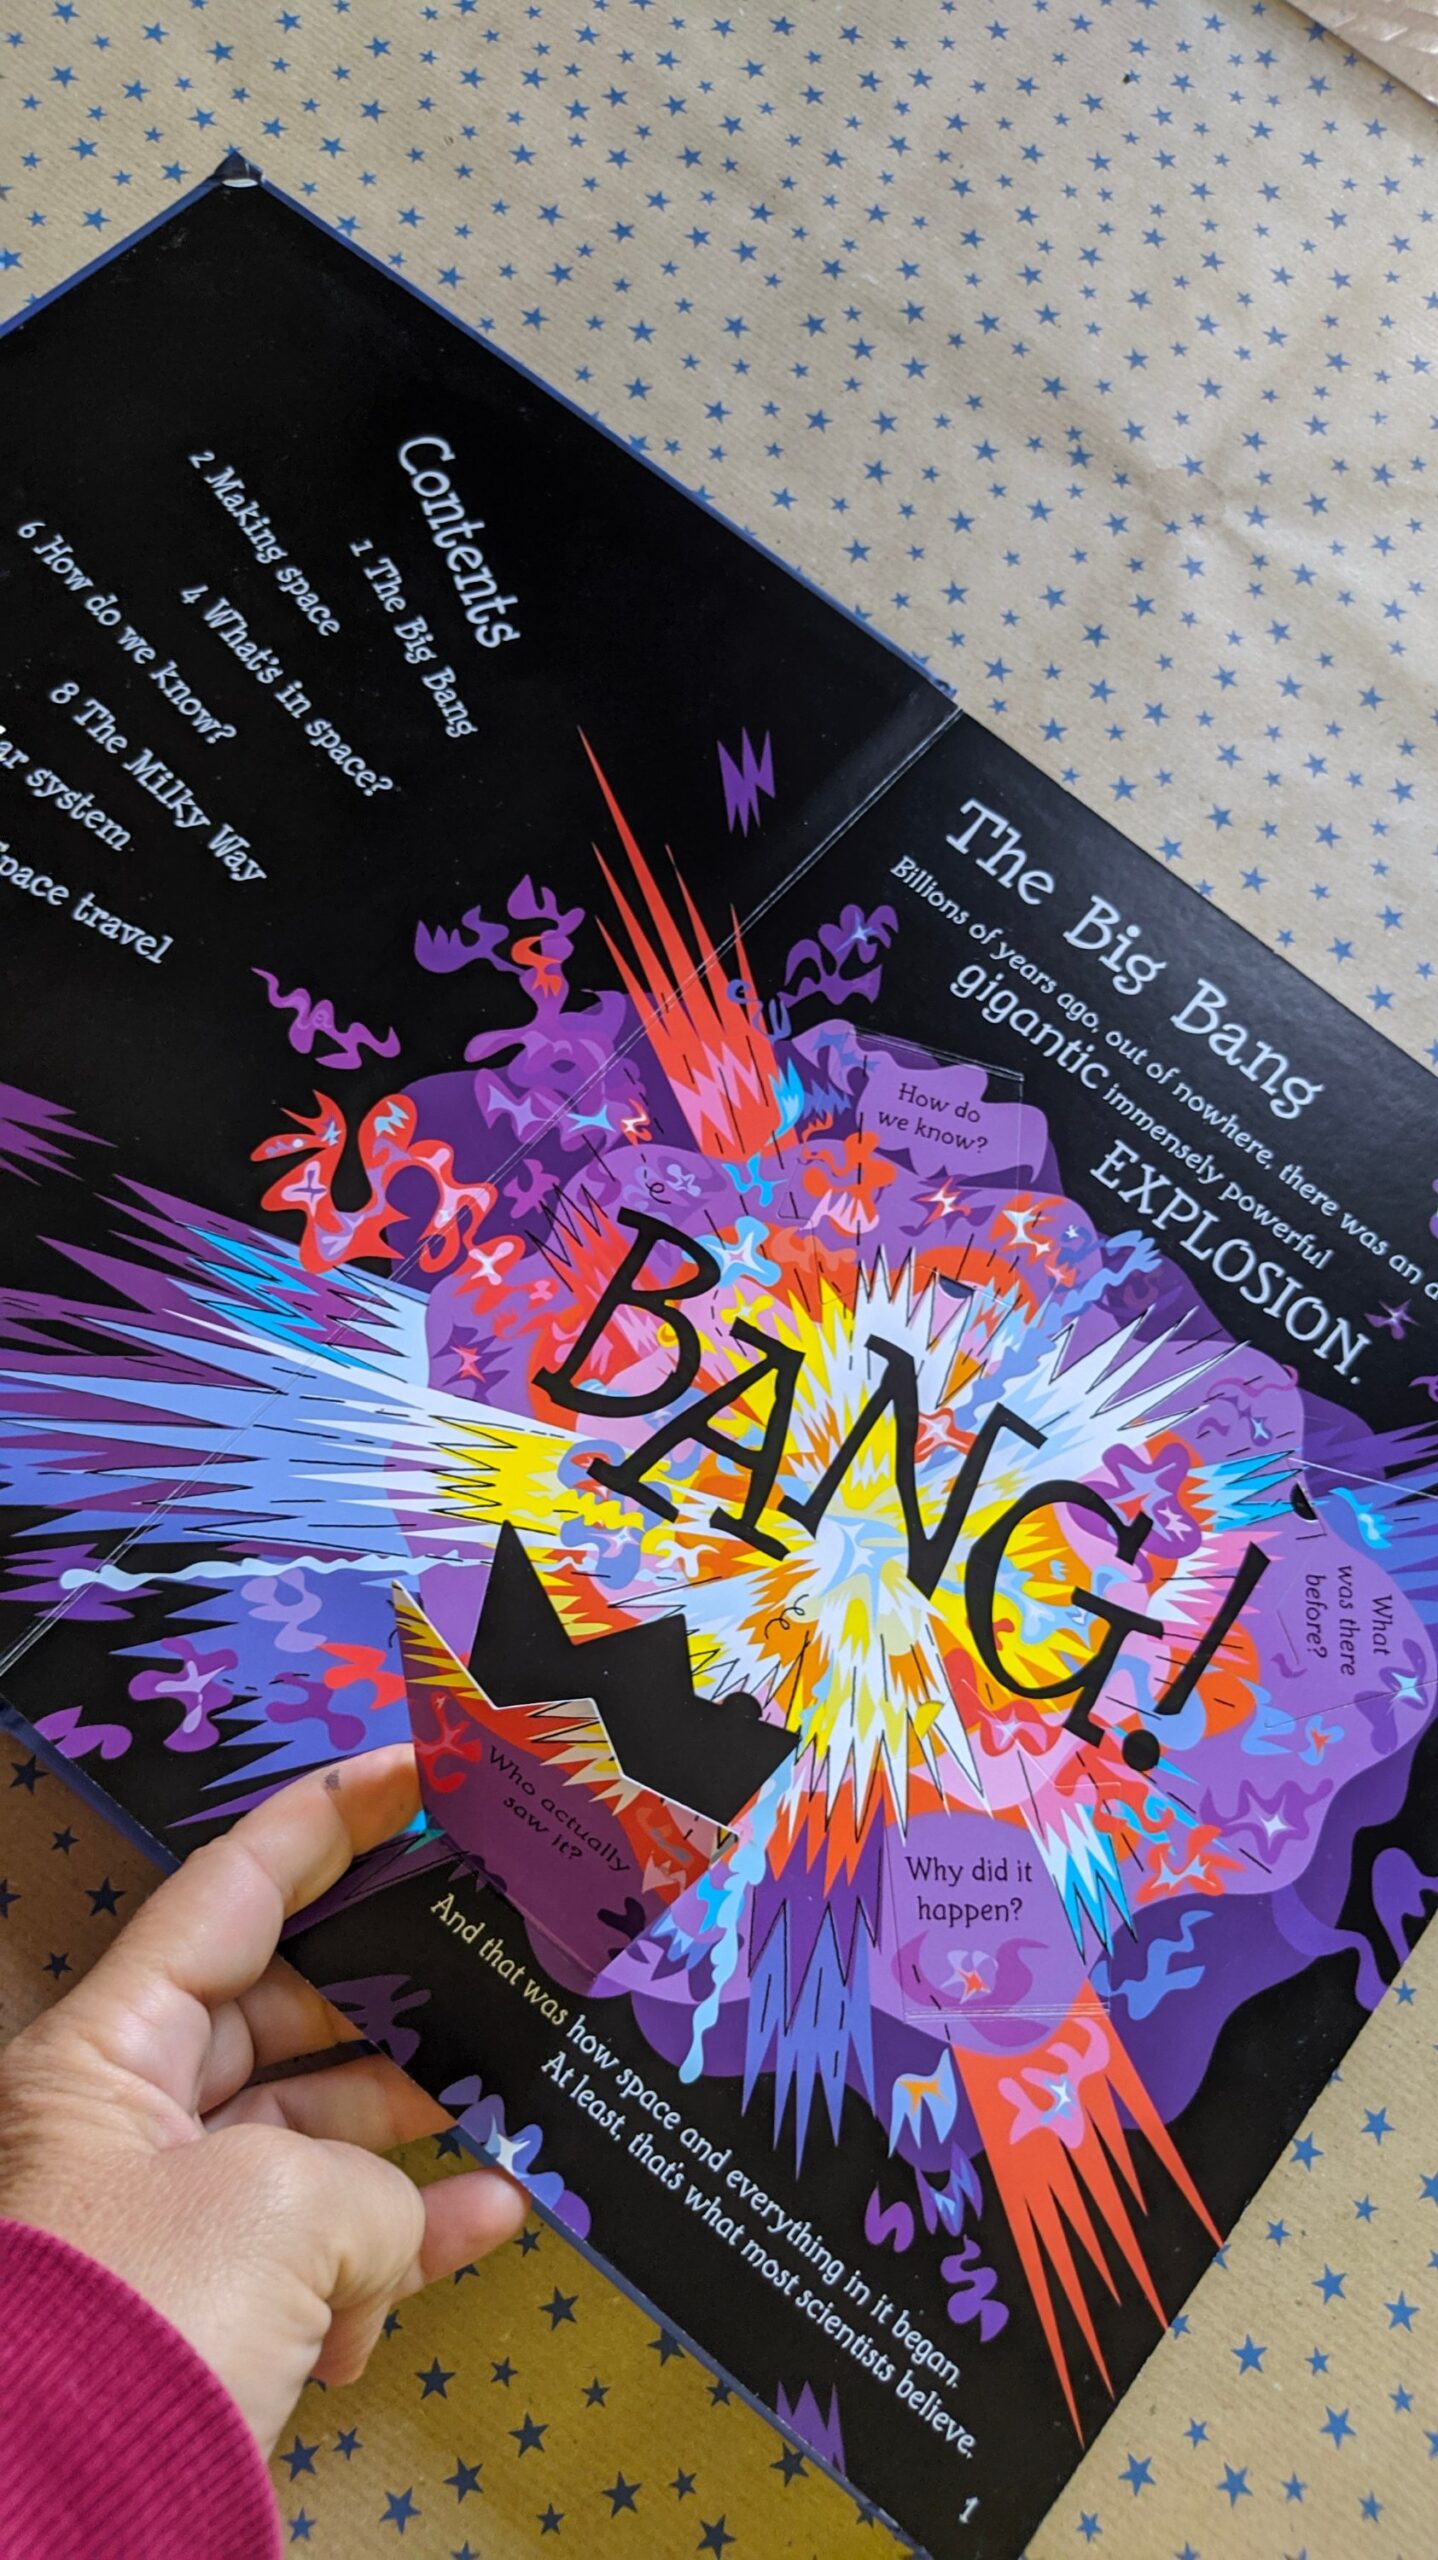 Contents
1 The Big Bang
2 Making space
4 What's in space?
6 How do we know?
8 The Milky Way
system
space travel
The Big Bang
Billions of years ago, out of nowhere, there was an
gigantic immensely powerful
EXPLOSION.
How do
we know?
BANG!
What
was there
before?
Who actually
saw it?
Why did it
happen?
And that was how space and everything in it began.
At least, that's what most scientists believe.
1